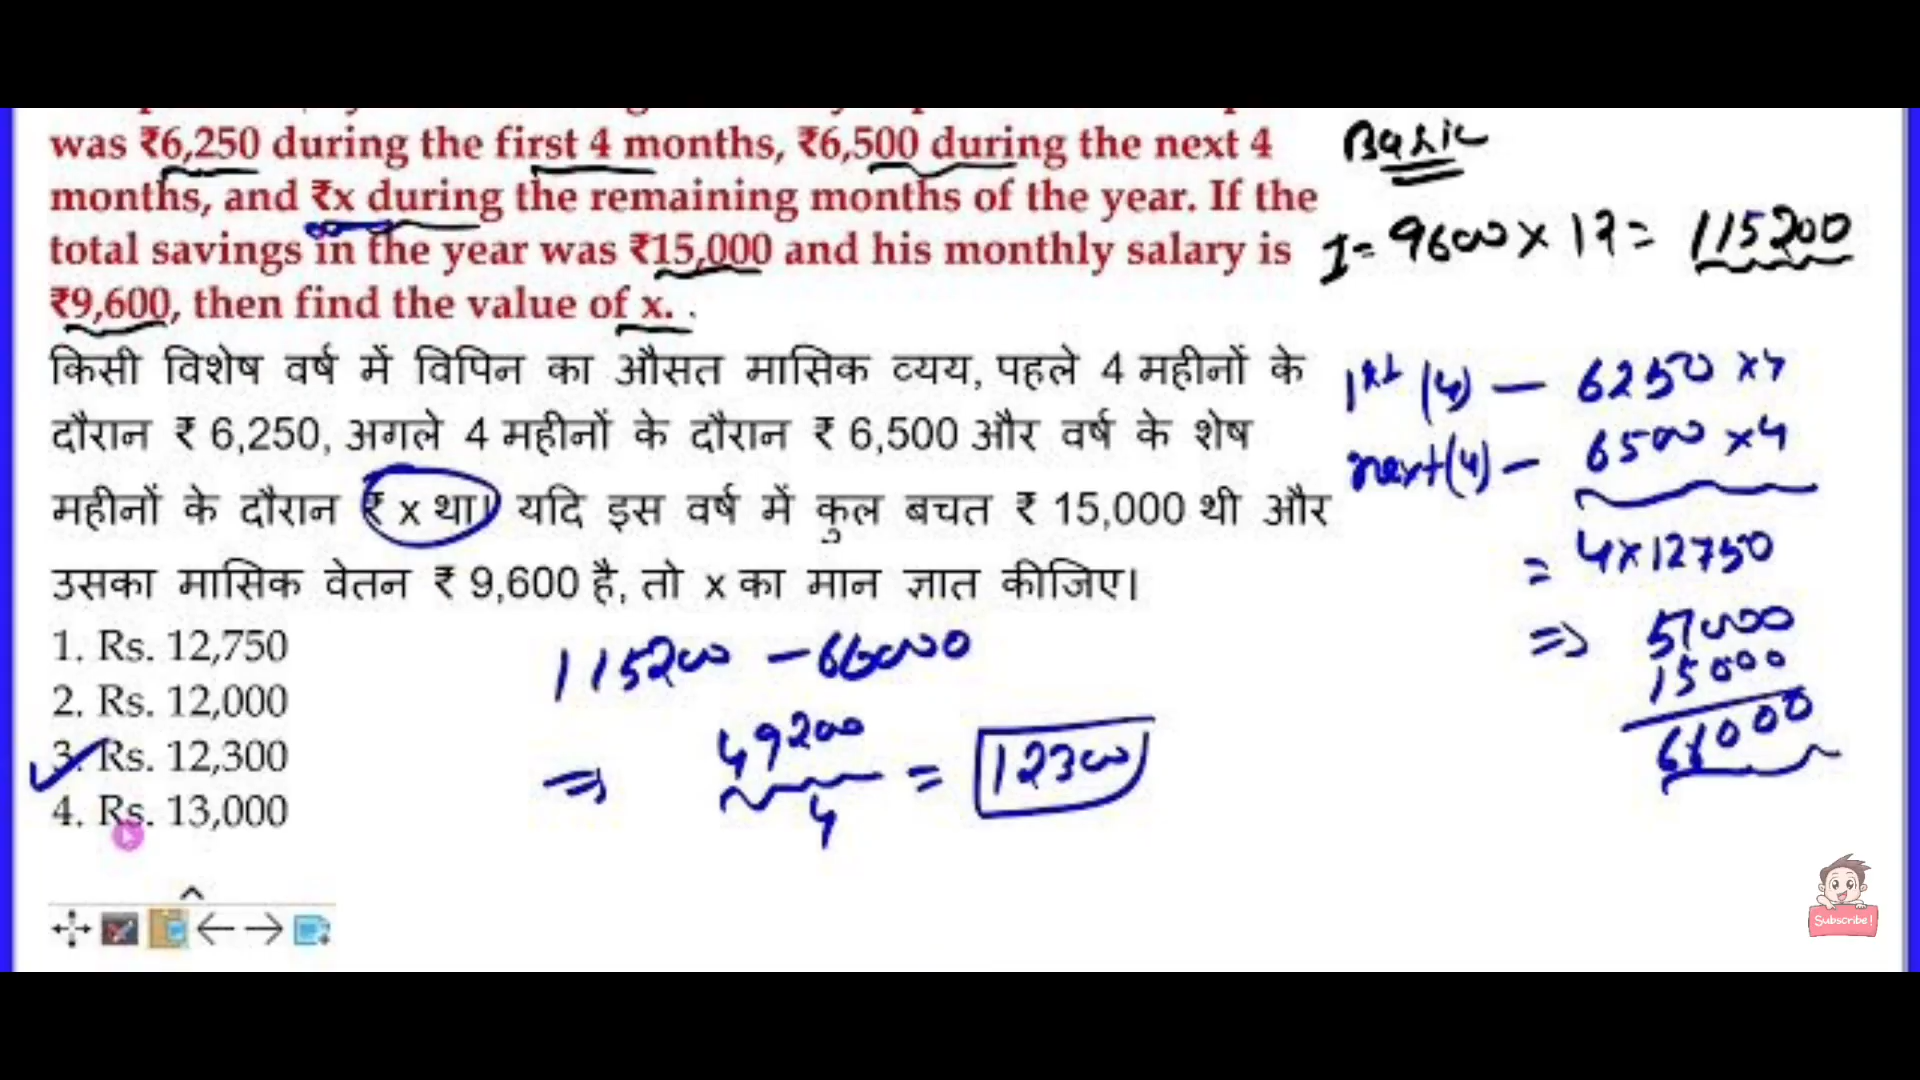 was ₹6,250 during the first 4 months, ₹6,500 during the next 4
months, and ₹x during the remaining months of the year. If the
total savings in the year was ₹15,000 and his monthly salary is
₹9,600, then find the value of x. .
किसी विशेष वर्ष में विपिन का औसत मासिक व्यय, पहले 4 महीनों के
दौरान ₹ 6,250, अगले 4 महीनों के दौरान ₹ 6,500 और वर्ष के शेष
महीनों के दौरान ₹ x था। यदि इस वर्ष में कुल बचत ₹ 15,000 थी और
उसका मासिक वेतन ₹ 9,600 है, तो x का मान ज्ञात कीजिए।
1. Rs. 12,750
2. Rs. 12,000
3. Rs. 12,300
4. Rs. 13,000
115200 - 66000
⇒ 49200
4
= 12300
Basic
I = 9600 × 12 = 115200
1st (4) — 6250 ×4
next (4) — 6500 ×4
= 4×12750
⇒ 51000
15000
66000
Subscribe!